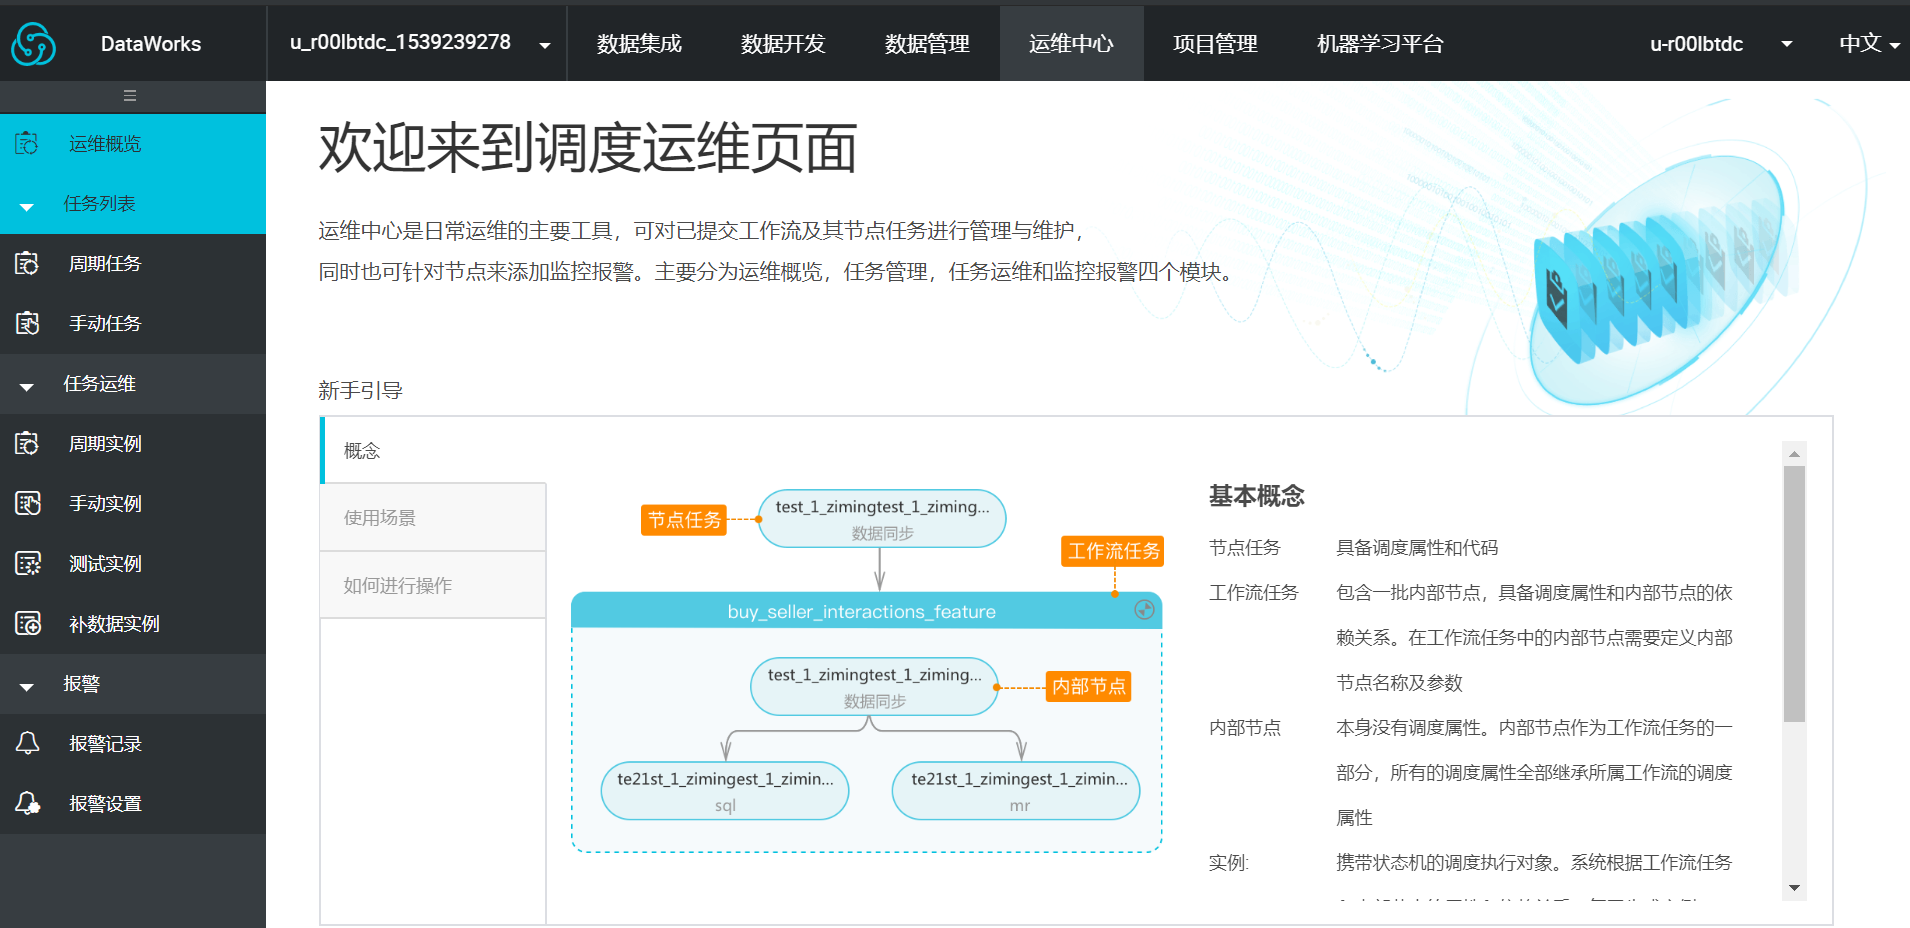 DataWorks
u_r00lbtdc_1539239278
数据集成
数据开发
数据管理
运维中心
项目管理
机器学习平台
u-r00lbtdc
中文
运维概览
任务列表
周期任务
手动任务
任务运维
周期实例
手动实例
测试实例
补数据实例
报警
报警记录
报警设置
欢迎来到调度运维页面
运维中心是日常运维的主要工具，可对已提交工作流及其节点任务进行管理与维护，
同时也可针对节点来添加监控报警。主要分为运维概览，任务管理，任务运维和监控报警四个模块。
新手引导
概念
使用场景
如何进行操作
节点任务
test_1_zimingtest_1_ziming...
数据同步
工作流任务
buy_seller_interactions_feature
test_1_zimingtest_1_ziming...
数据同步
内部节点
te21st_1_zimingest_1_zimin...
sql
te21st_1_zimingest_1_zimin...
mr
基本概念
节点任务 具备调度属性和代码
工作流任务 包含一批内部节点，具备调度属性和内部节点的依
赖关系。在工作流任务中的内部节点需要定义内部
节点名称及参数
内部节点 本身没有调度属性。内部节点作为工作流任务的一
部分，所有的调度属性全部继承所属工作流的调度
属性
实例: 携带状态机的调度执行对象。系统根据工作流任务